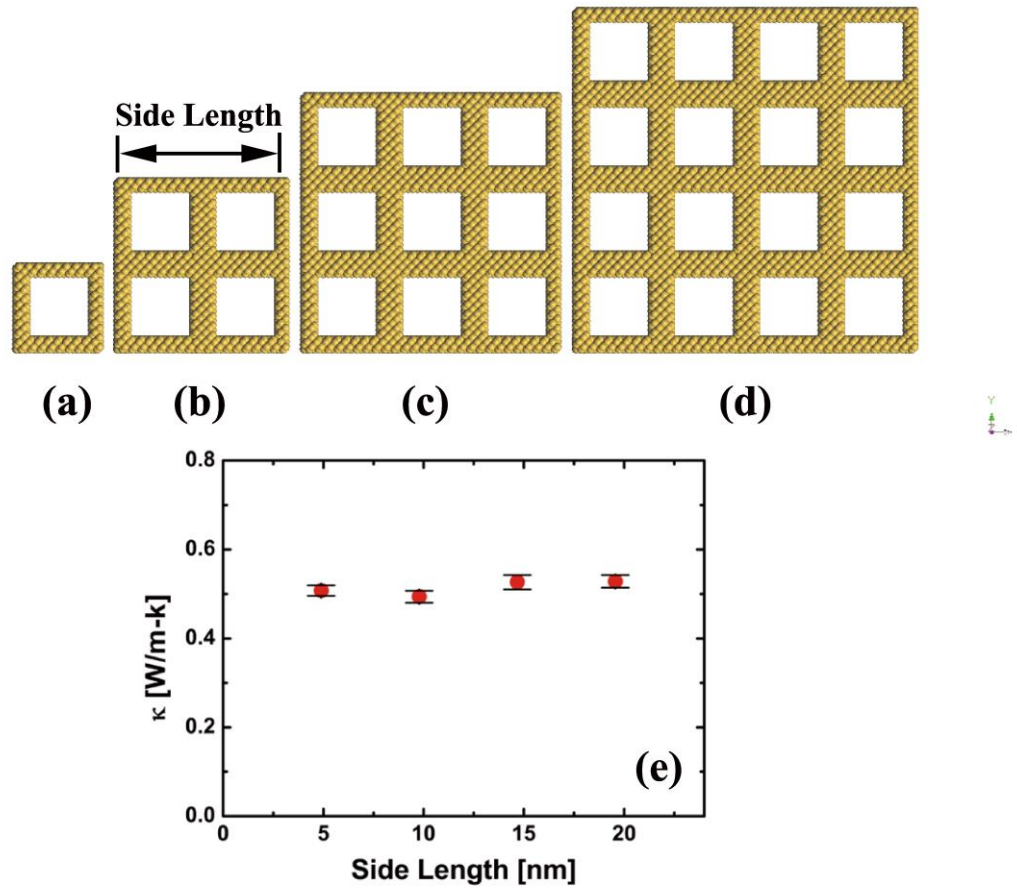 Side Length
(a)
(b)
(c)
(d)
Y
Z
0.8
0.6
0.4
0.2
0.0
κ [W/m-k]
(e)
0
5
10
15
20
Side Length [nm]